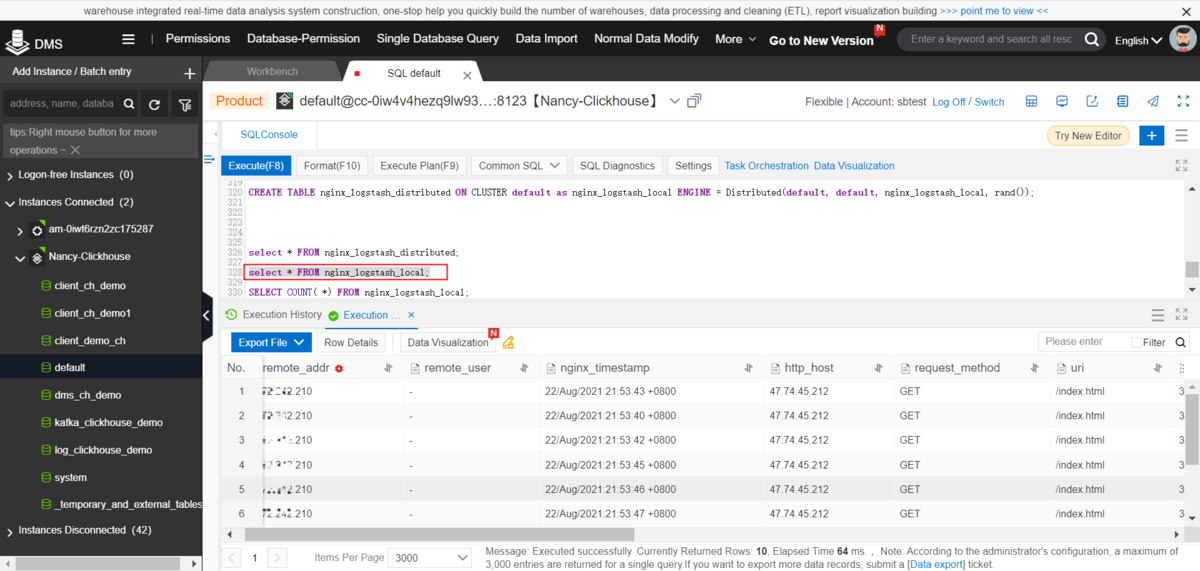 warehouse integrated real-time data analysis system construction, one-stop help you quickly build the number of warehouses, data processing and cleaning (ETL), report visualization building >>> point me to view <<
DMS
Permissions Database-Permission Single Database Query Data Import Normal Data Modify More Go to New Version N Enter a keyword and search all resc English
Add Instance / Batch entry
Workbench SQL default
address, name, databa
tips:Right mouse button for more
operations ~
Logon-free Instances (0)
Instances Connected (2)
am-0iwt6rzn2zc175287
Nancy-Clickhouse
client_ch_demo
client_ch_demo1
client_demo_ch
default
dms_ch_demo
kafka_clickhouse_demo
log_clickhouse_demo
system
_temporary_and_external_tables
Instances Disconnected (42)
Product default@cc-0iw4v4hezq9lw93...:8123【Nancy-Clickhouse】 Flexible | Account: sbtest Log Off / Switch
SQLConsole Try New Editor
Execute(F8) Format(F10) Execute Plan(F9) Common SQL SQL Diagnostics Settings Task Orchestration Data Visualization
319
320 CREATE TABLE nginx_logstash_distributed ON CLUSTER default as nginx_logstash_local ENGINE = Distributed(default, default, nginx_logstash_local, rand());
321
322
323
324
325
326 select * FROM nginx_logstash_distributed;
327
328 select * FROM nginx_logstash_local;
329
330 SELECT COUNT( *) FROM nginx_logstash_local;
Execution History Execution ...
Export File Row Details Data Visualization N Please enter Filter
No. remote_addr remote_user nginx_timestamp http_host request_method uri
1 .210 - 22/Aug/2021:21:53:43 +0800 47.74.45.212 GET /index.html 3
2 .210 - 22/Aug/2021:21:53:40 +0800 47.74.45.212 GET /index.html 3
3 .210 - 22/Aug/2021:21:53:42 +0800 47.74.45.212 GET /index.html 3
4 .210 - 22/Aug/2021:21:53:45 +0800 47.74.45.212 GET /index.html 3
5 .210 - 22/Aug/2021:21:53:46 +0800 47.74.45.212 GET /index.html 3
6 .210 - 22/Aug/2021:21:53:47 +0800 47.74.45.212 GET /index.html 3
1 Items Per Page 3000 Message: Executed successfully. Currently Returned Rows: 10, Elapsed Time 64 ms. , Note: According to the administrator's configuration, a maximum of
3,000 entries are returned for a single query.If you want to export more data records, submit a [Data export] ticket.